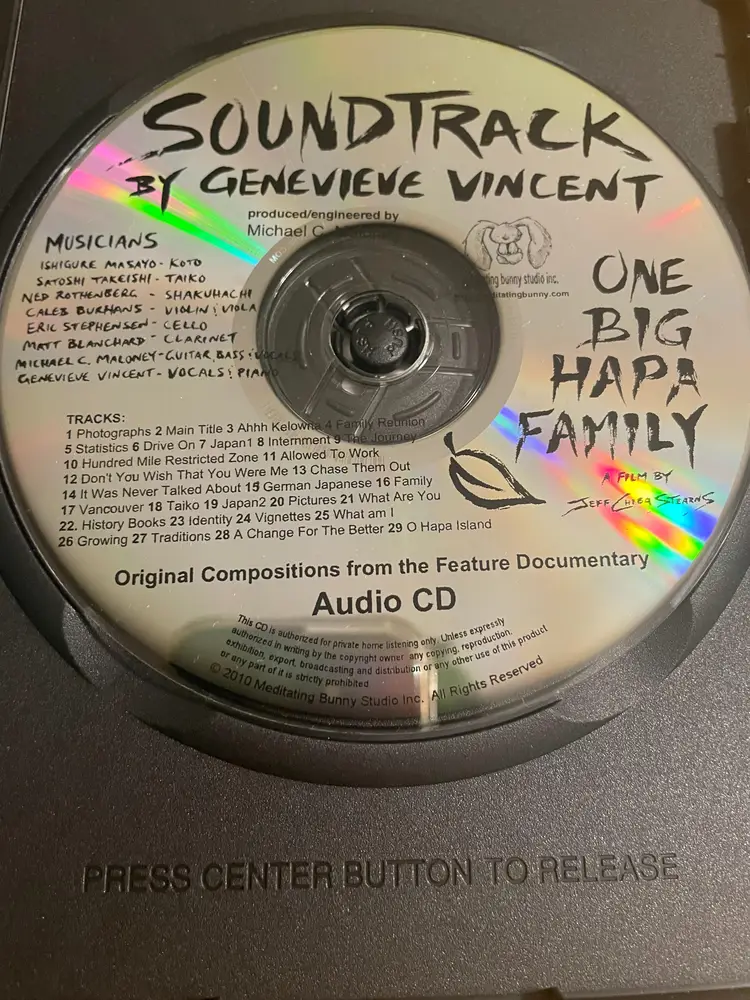 SOUNDTRACK
BY GENEVIEVE VINCENT
produced/engineered by
Michael C.
MUSICIANS
ISHIGURE MASAYO - KOTO
SATOSHI TAKEISHI - TAIKO
NED ROTHENBERG - SHAKUHACHI
CALEB BURHANS - VIOLIN & VIOLA
ERIC STEPHENSEN - CELLO
MATT BLANCHARD - CLARINET
MICHAEL C. MALONEY - GUITAR, BASS & VOCALS
GENEVIEVE VINCENT - VOCALS & PIANO
bunny studio inc.
ONE
BIG
HAPA
FAMILY
A FILM BY
JEFF CHIBA STEARNS
TRACKS:
1 Photographs 2 Main Title 3 Ahhh Kelowna 4 Family Reunion
5 Statistics 6 Drive On 7 Japan1 8 Internment 9 The Journey
10 Hundred Mile Restricted Zone 11 Allowed To Work
12 Don't You Wish That You Were Me 13 Chase Them Out
14 It Was Never Talked About 15 German Japanese 16 Family
17 Vancouver 18 Taiko 19 Japan2 20 Pictures 21 What Are You
22. History Books 23 Identity 24 Vignettes 25 What am I
26 Growing 27 Traditions 28 A Change For The Better 29 O Hapa Island
Original Compositions from the Feature Documentary
Audio CD
This CD is authorized for private home listening only. Unless expressly
authorized in writing by the copyright owner, any copying, reproduction,
exhibition, export, broadcasting and distribution or any other use of this product
or any part of it is strictly prohibited
© 2010 Meditating Bunny Studio Inc. All Rights Reserved
PUSH
PRESS CENTER BUTTON TO RELEASE